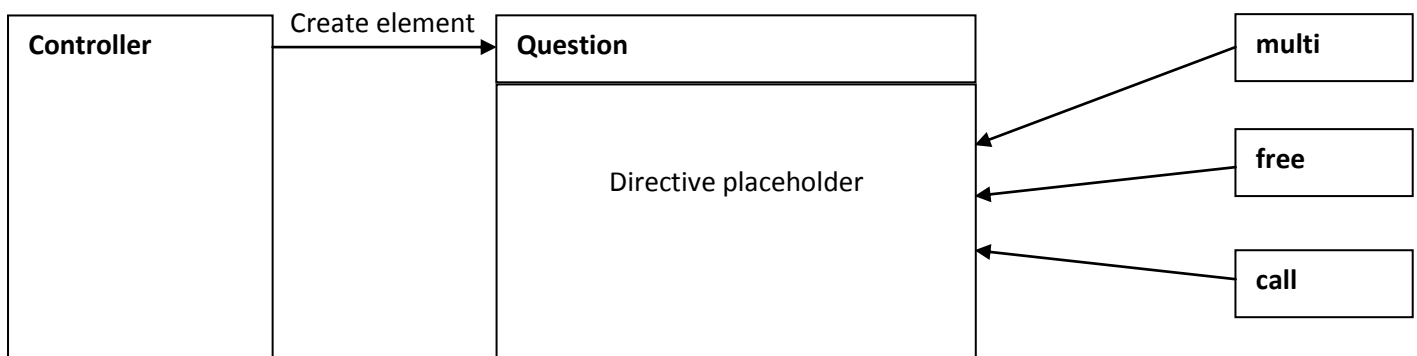 Create element
Controller
Question
multi
free
Directive placeholder
call